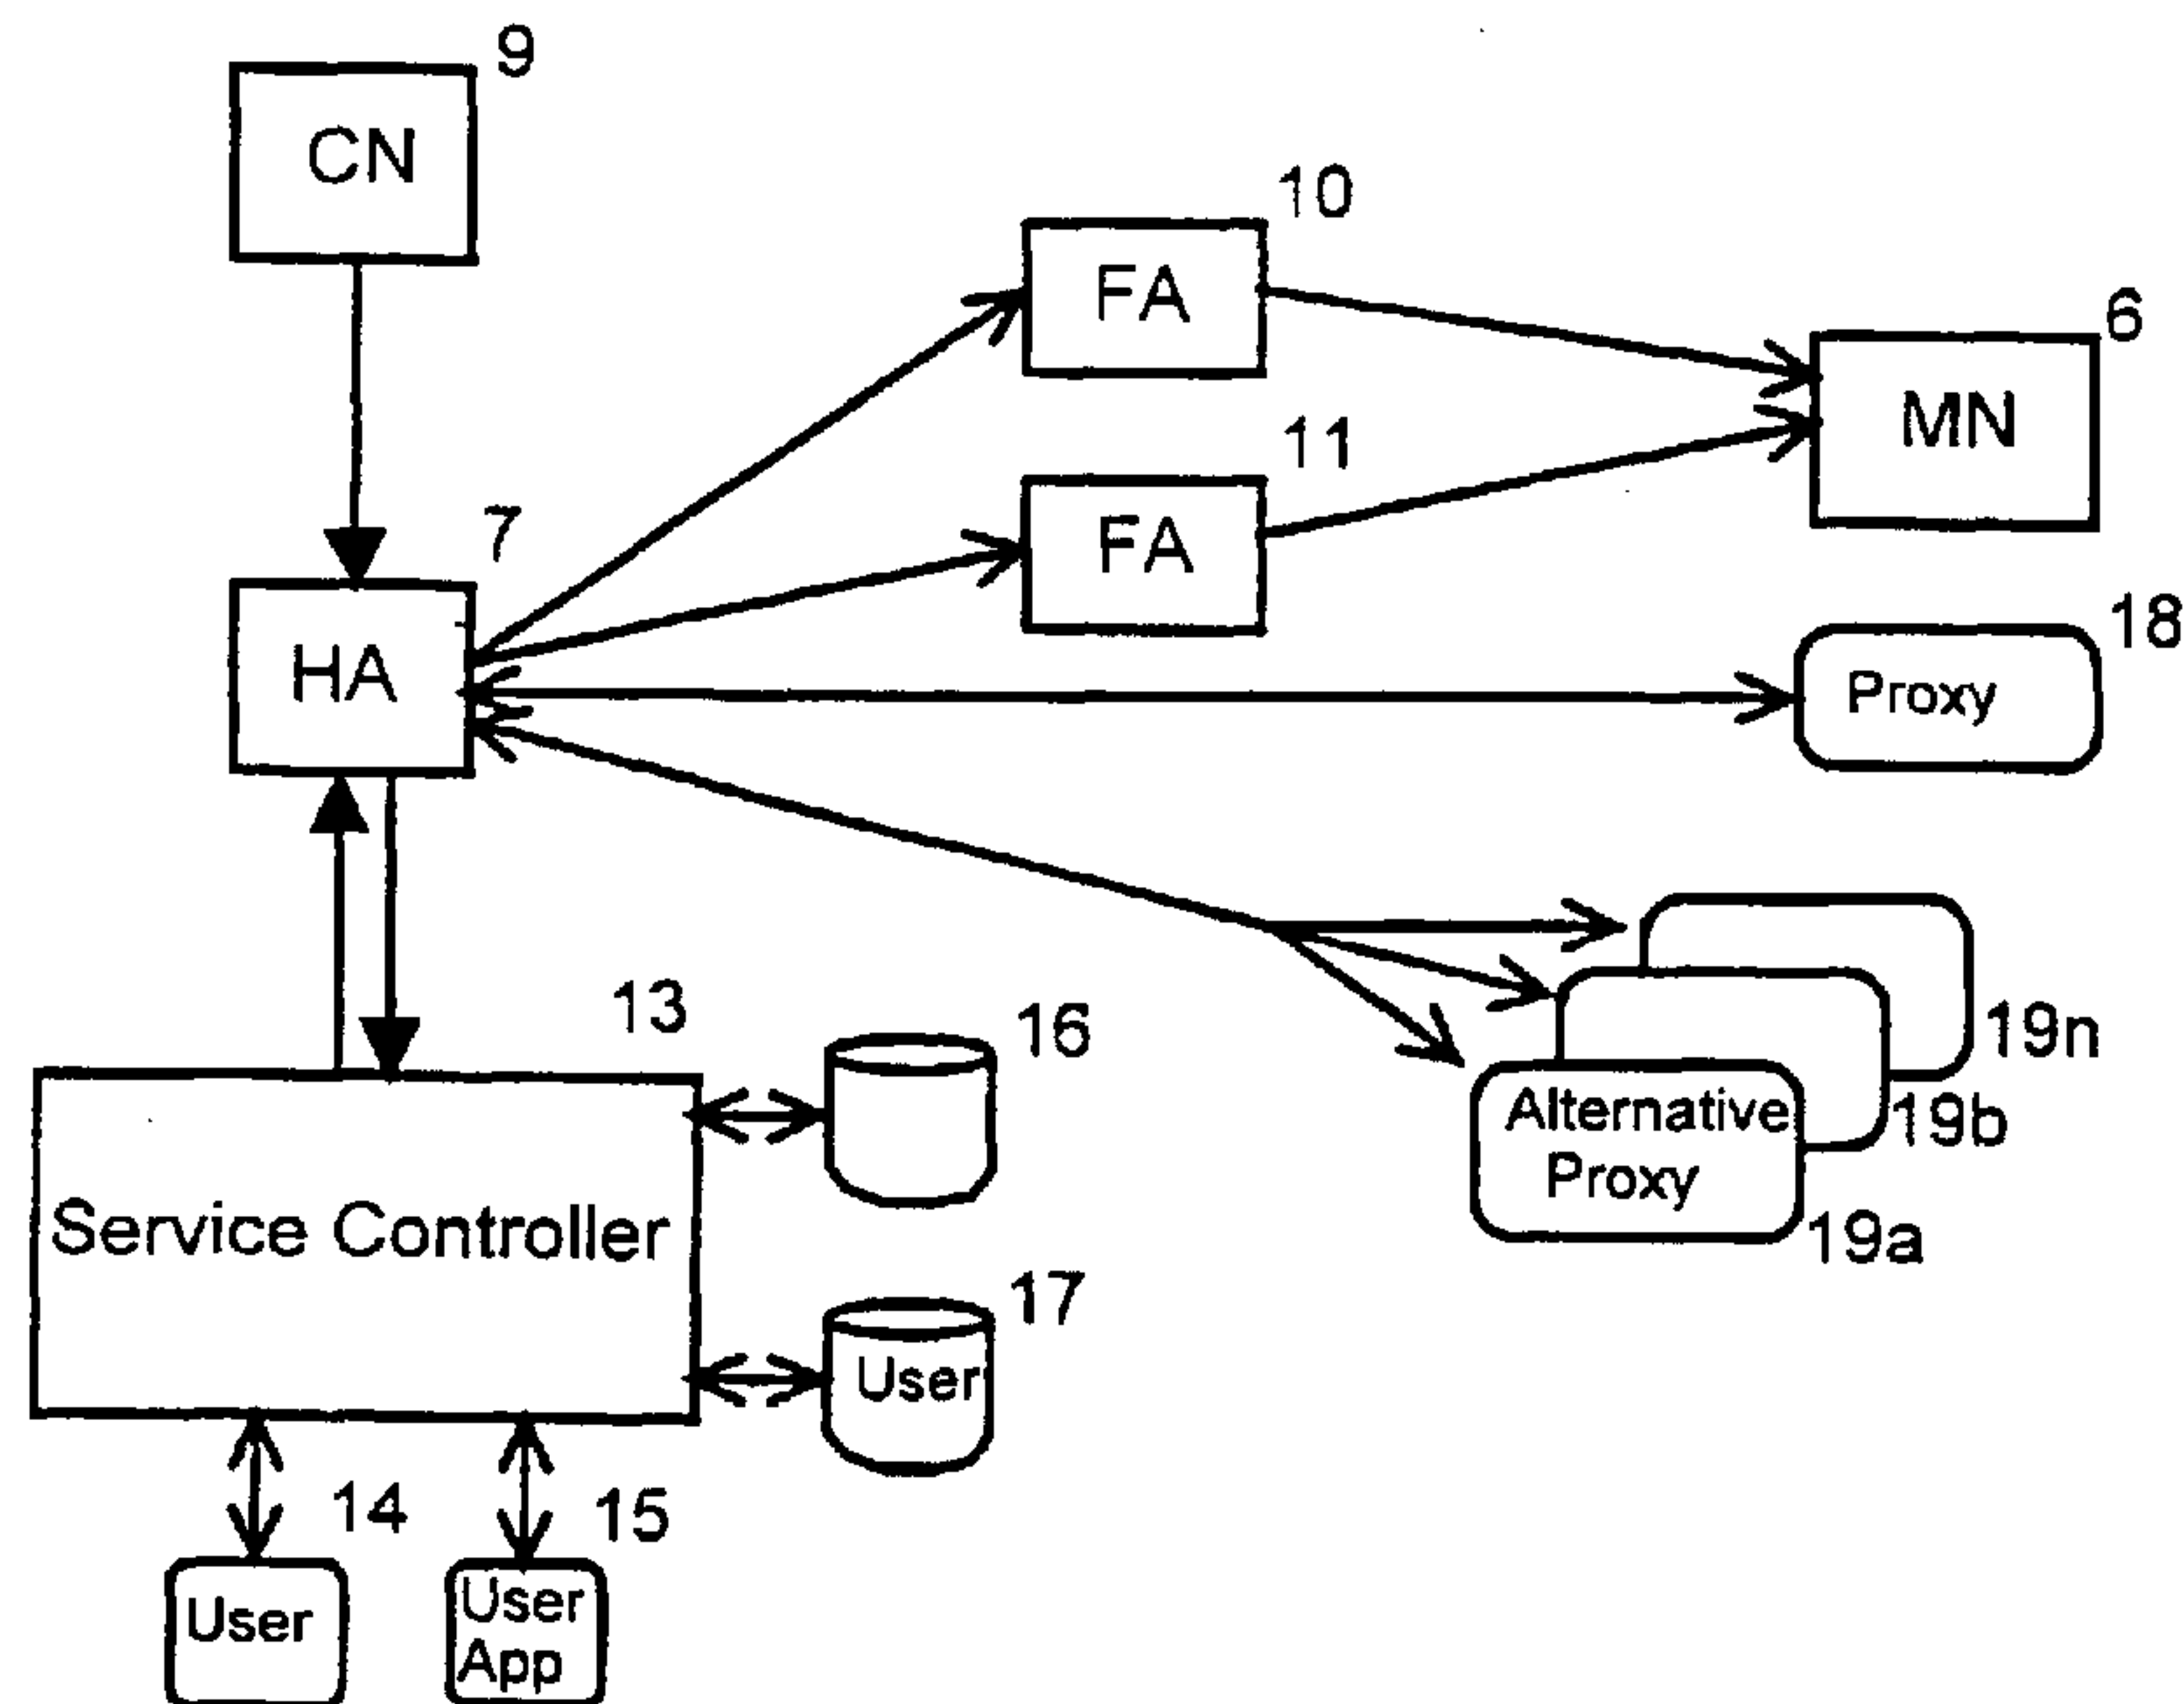 9
CN
10
FA
6
MN
11
FA
7
HA
18
Proxy
13
16
19n
Alternative
Proxy
19b
19a
Service Controller
17
User
14
15
User
User
App